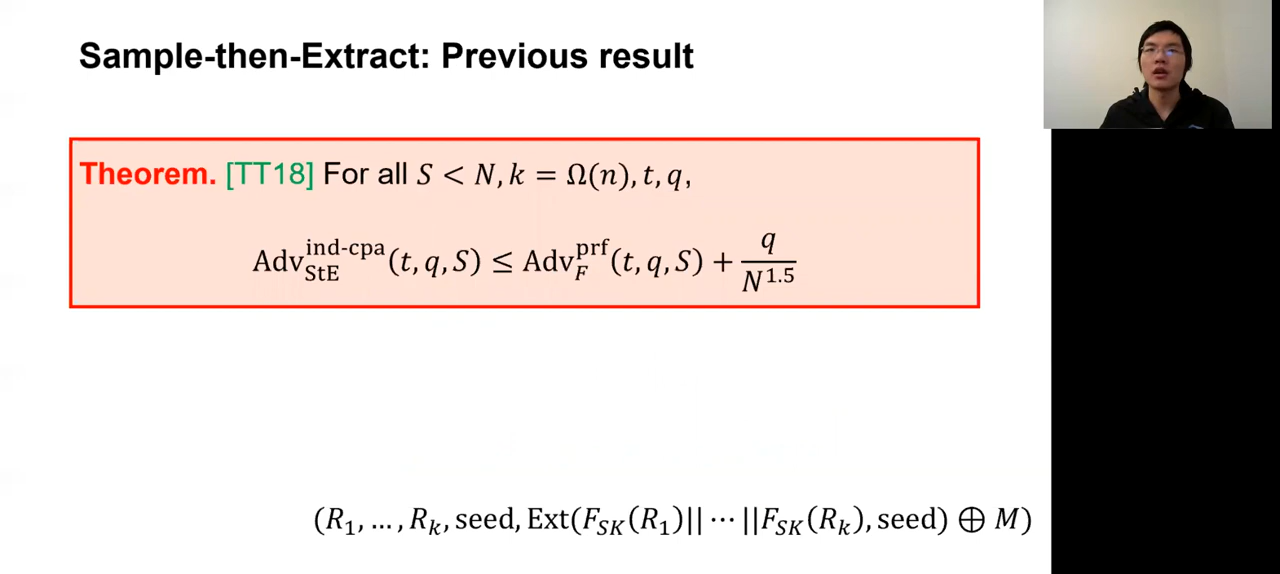 Sample-then-Extract: Previous result
Theorem. [TT18] For all S < N, k = Ω(n), t, q,
Adv_StE^ind-cpa(t, q, S) ≤ Adv_F^prf(t, q, S) + q/N^1.5
(R_1, …, R_k, seed, Ext(F_SK(R_1)|| ⋯ ||F_SK(R_k), seed) ⊕ M)